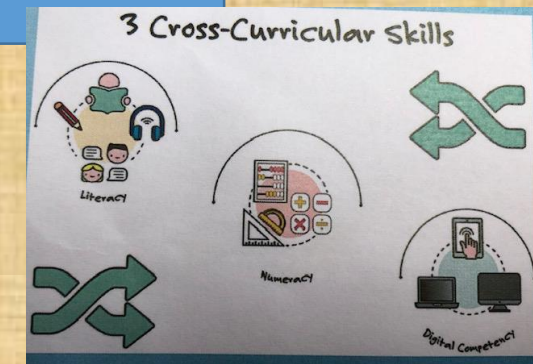 3 Cross-Curricular Skills
Literacy
Numeracy
Digital Competency